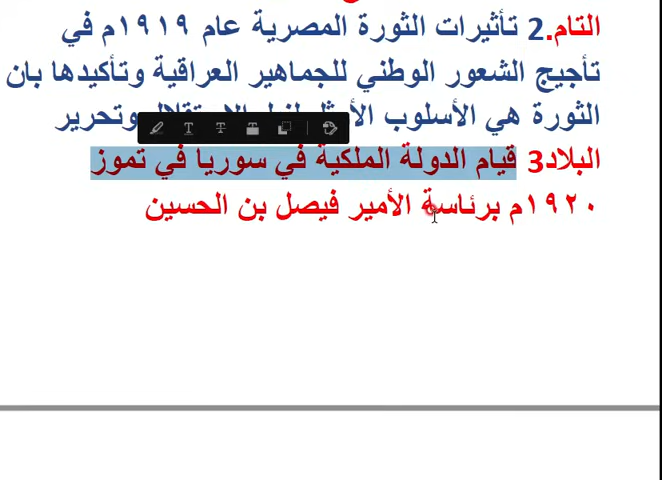 التام.2 تأثيرات الثورة المصرية عام ١٩١٩م في
تأجيج الشعور الوطني للجماهير العراقية وتأكيدها بان
الثورة هي الأسلوب وتحرير
البلاد3 قيام الدولة الملكية في سوريا في تموز
١٩٢٠م برئاسة الأمير فيصل بن الحسين